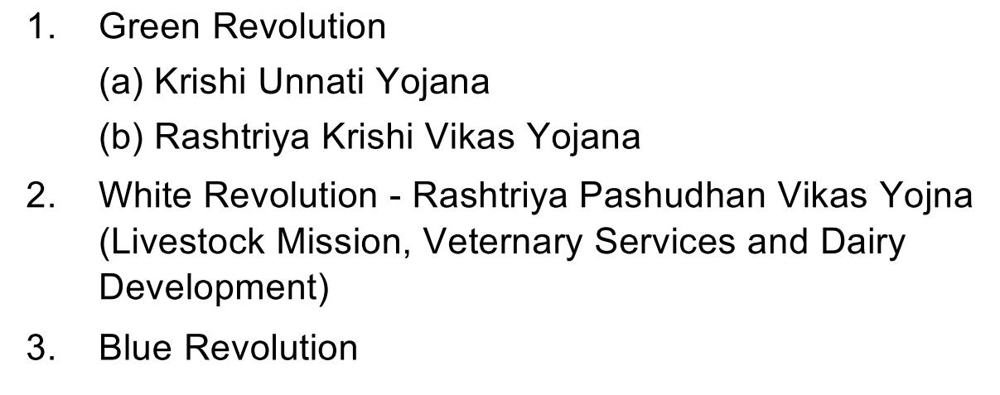 1. Green Revolution
(a) Krishi Unnati Yojana
(b) Rashtriya Krishi Vikas Yojana
2. White Revolution - Rashtriya Pashudhan Vikas Yojna
(Livestock Mission, Veternary Services and Dairy
Development)
3. Blue Revolution